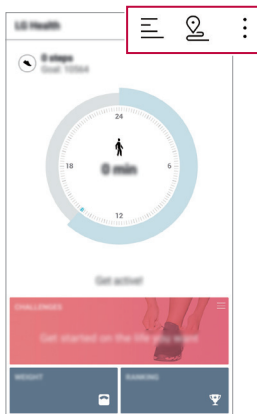 LG Health
0 steps
Goal: 10564
24
18
6
0 min
12
Get active!
CHALLENGES
Get started on the life you want
WEIGHT
RANKING